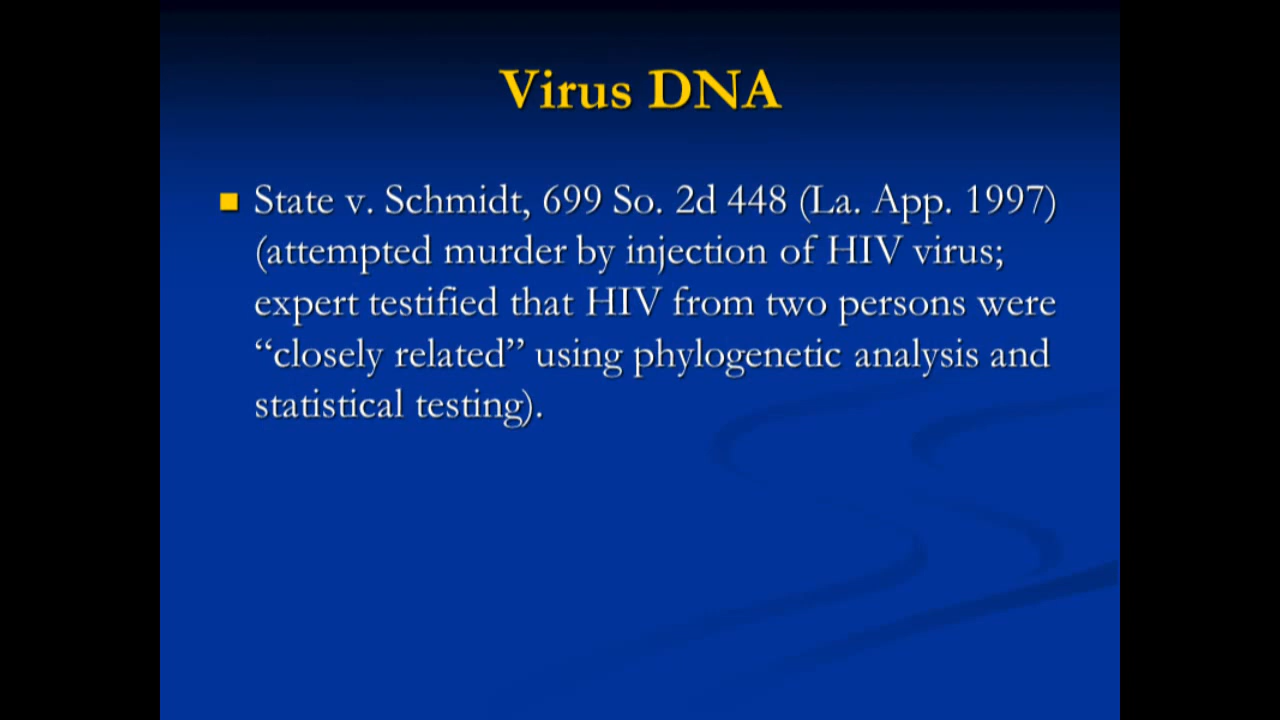 Virus DNA
State v. Schmidt, 699 So. 2d 448 (La. App. 1997)
(attempted murder by injection of HIV virus;
expert testified that HIV from two persons were
“closely related” using phylogenetic analysis and
statistical testing).